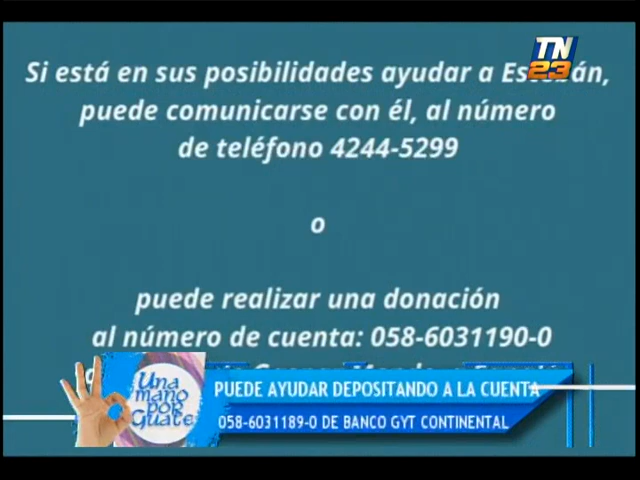 TN
23
Si está en sus posibilidades ayudar a Esteban,
puede comunicarse con él, al número
de teléfono 4244-5299
o
puede realizar una donación
al número de cuenta: 058-6031190-0
Una
mano
por
Guate
PUEDE AYUDAR DEPOSITANDO A LA CUENTA
058-6031189-0 DE BANCO GYT CONTINENTAL